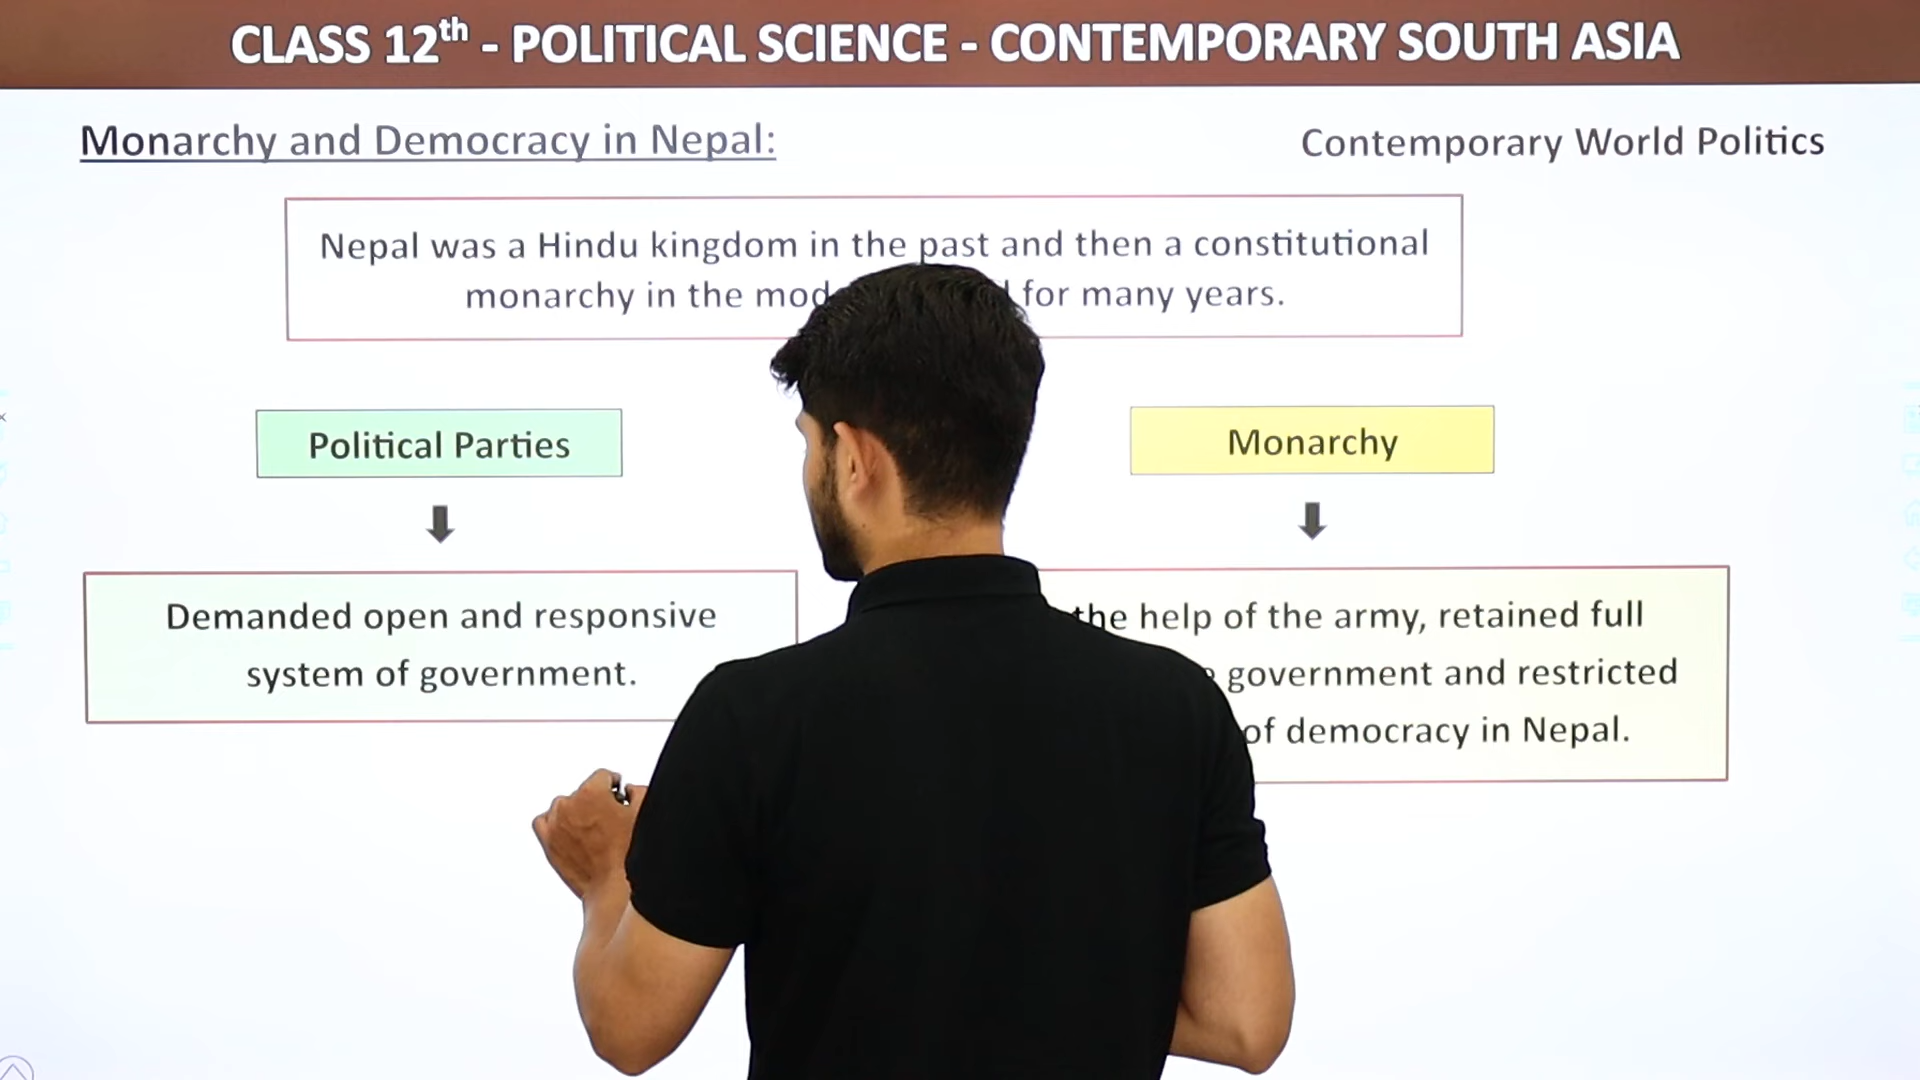 CLASS 12th - POLITICAL SCIENCE - CONTEMPORARY SOUTH ASIA
Monarchy and Democracy in Nepal:
Contemporary World Politics
Nepal was a Hindu kingdom in the past and then a constitutional
monarchy in the for many years.
Political Parties
Monarchy
Demanded open and responsive
system of government.
the help of the army, retained full
government and restricted
of democracy in Nepal.